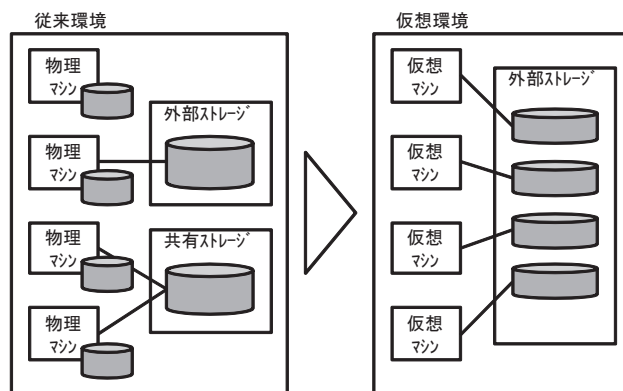 従来環境
物理
マシン
外部ストレージ
物理
マシン
物理
マシン
共有ストレージ
物理
マシン
仮想環境
仮想
マシン
外部ストレージ
仮想
マシン
仮想
マシン
仮想
マシン